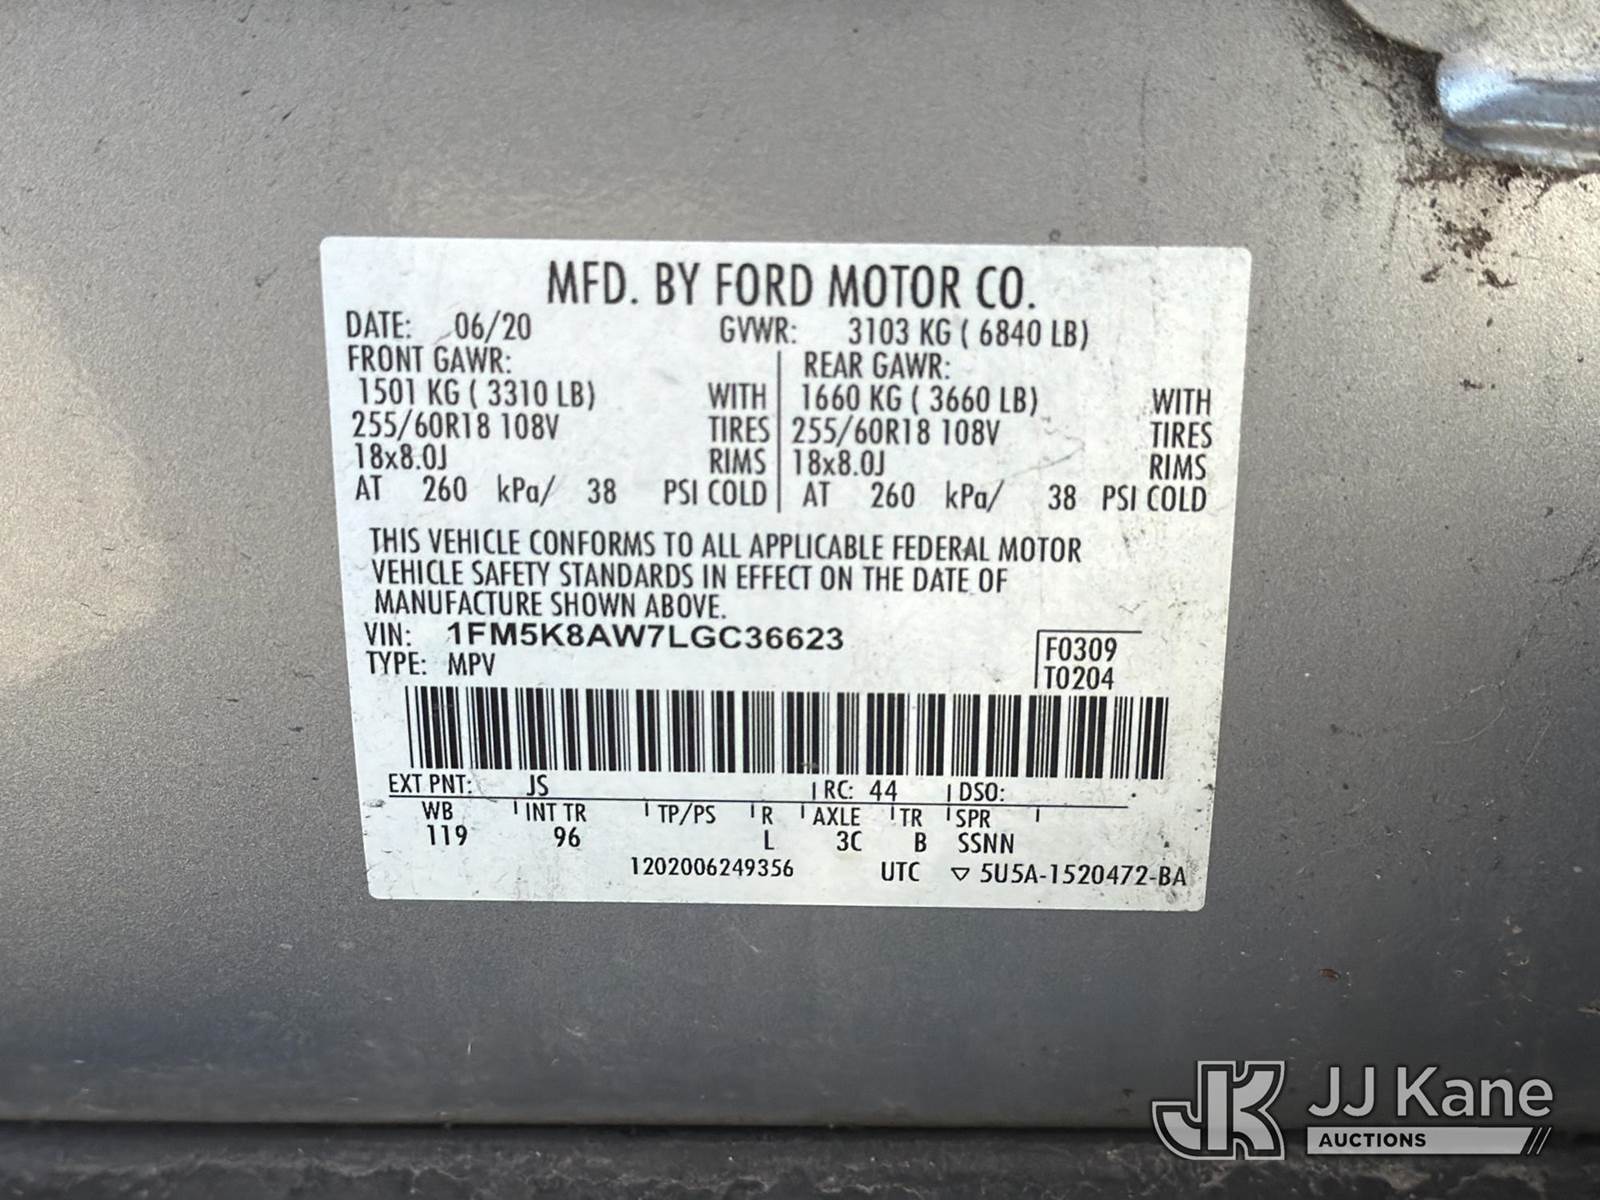 MFD. BY FORD MOTOR CO.
DATE: 06/20 GVWR: 3103 KG ( 6840 LB)
FRONT GAWR: REAR GAWR:
1501 KG ( 3310 LB) WITH 1660 KG ( 3660 LB) WITH
255/60R18 108V TIRES 255/60R18 108V TIRES
18x8.0J RIMS 18x8.0J RIMS
AT 260 kPa/ 38 PSI COLD AT 260 kPa/ 38 PSI COLD
THIS VEHICLE CONFORMS TO ALL APPLICABLE FEDERAL MOTOR
VEHICLE SAFETY STANDARDS IN EFFECT ON THE DATE OF
MANUFACTURE SHOWN ABOVE.
VIN: 1FM5K8AW7LGC36623 F0309
TYPE: MPV T0204
EXT PNT: JS RC: 44 DSO:
WB INT TR TP/PS R AXLE TR SPR
119 96 L 3C B SSNN
1202006249356 UTC ▽ 5U5A-1520472-BA
JK JJ Kane
AUCTIONS